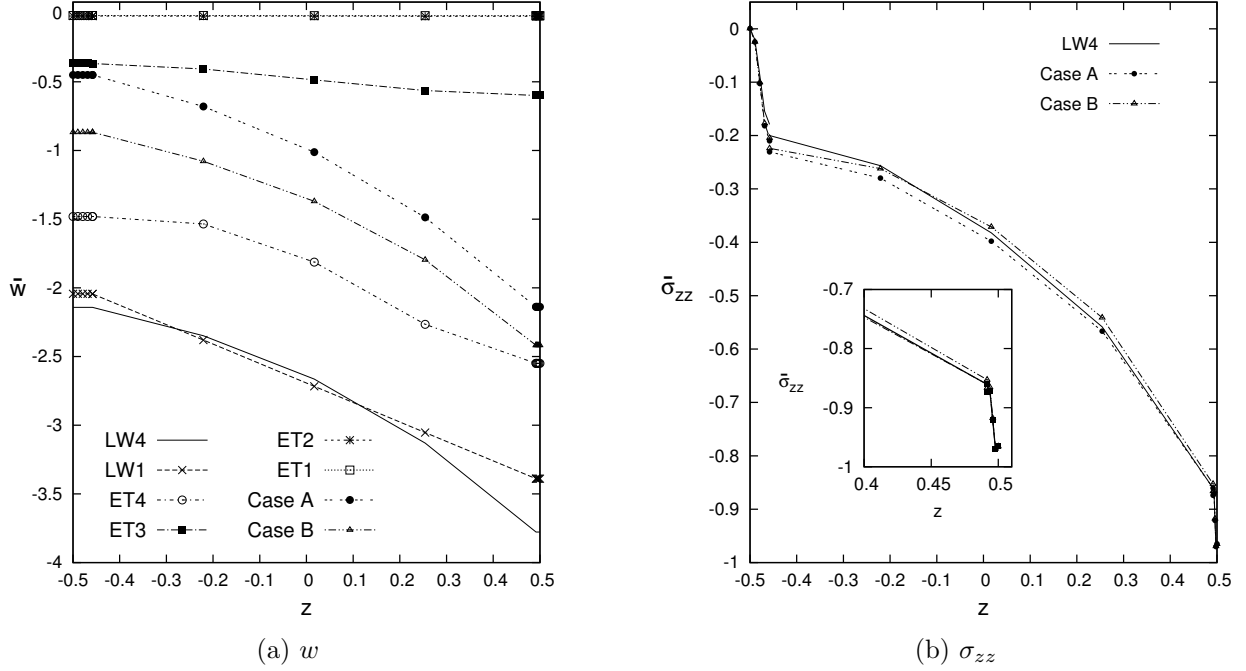 0
-0.5
-1
-1.5
-2
-2.5
-3
-3.5
-4
w̄
-0.5 -0.4 -0.3 -0.2 -0.1 0 0.1 0.2 0.3 0.4 0.5
z
LW4
LW1
ET4
ET3
ET2
ET1
Case A
Case B
(a) w
0
-0.1
-0.2
-0.3
-0.4
-0.5
-0.6
-0.7
-0.8
-0.9
-1
σ̄zz
-0.5 -0.4 -0.3 -0.2 -0.1 0 0.1 0.2 0.3 0.4 0.5
z
LW4
Case A
Case B
-0.7
-0.8
-0.9
-1
σ̄zz
0.4 0.45 0.5
z
(b) σzz